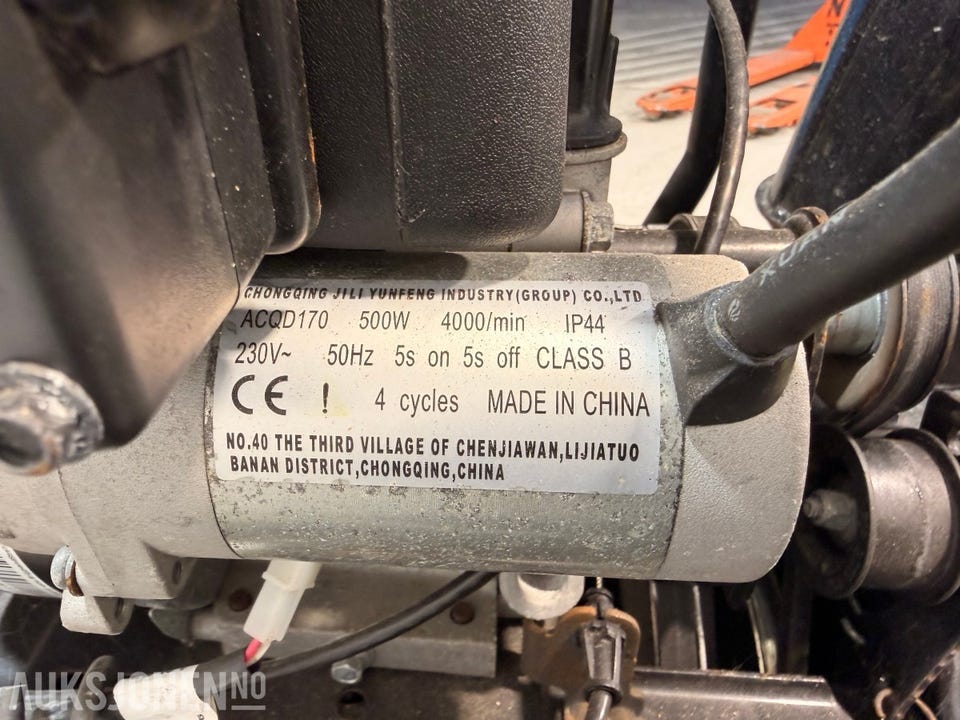 CHONGQING JILI YUNFENG INDUSTRY(GROUP) CO.,LTD
ACQD170 500W 4000/min IP44
230V~ 50Hz 5s on 5s off CLASS B
CE ! 4 cycles MADE IN CHINA
NO.40 THE THIRD VILLAGE OF CHENJIAWAN,LIJIATUO
BANAN DISTRICT,CHONGQING,CHINA
AUKSJONEN.NO